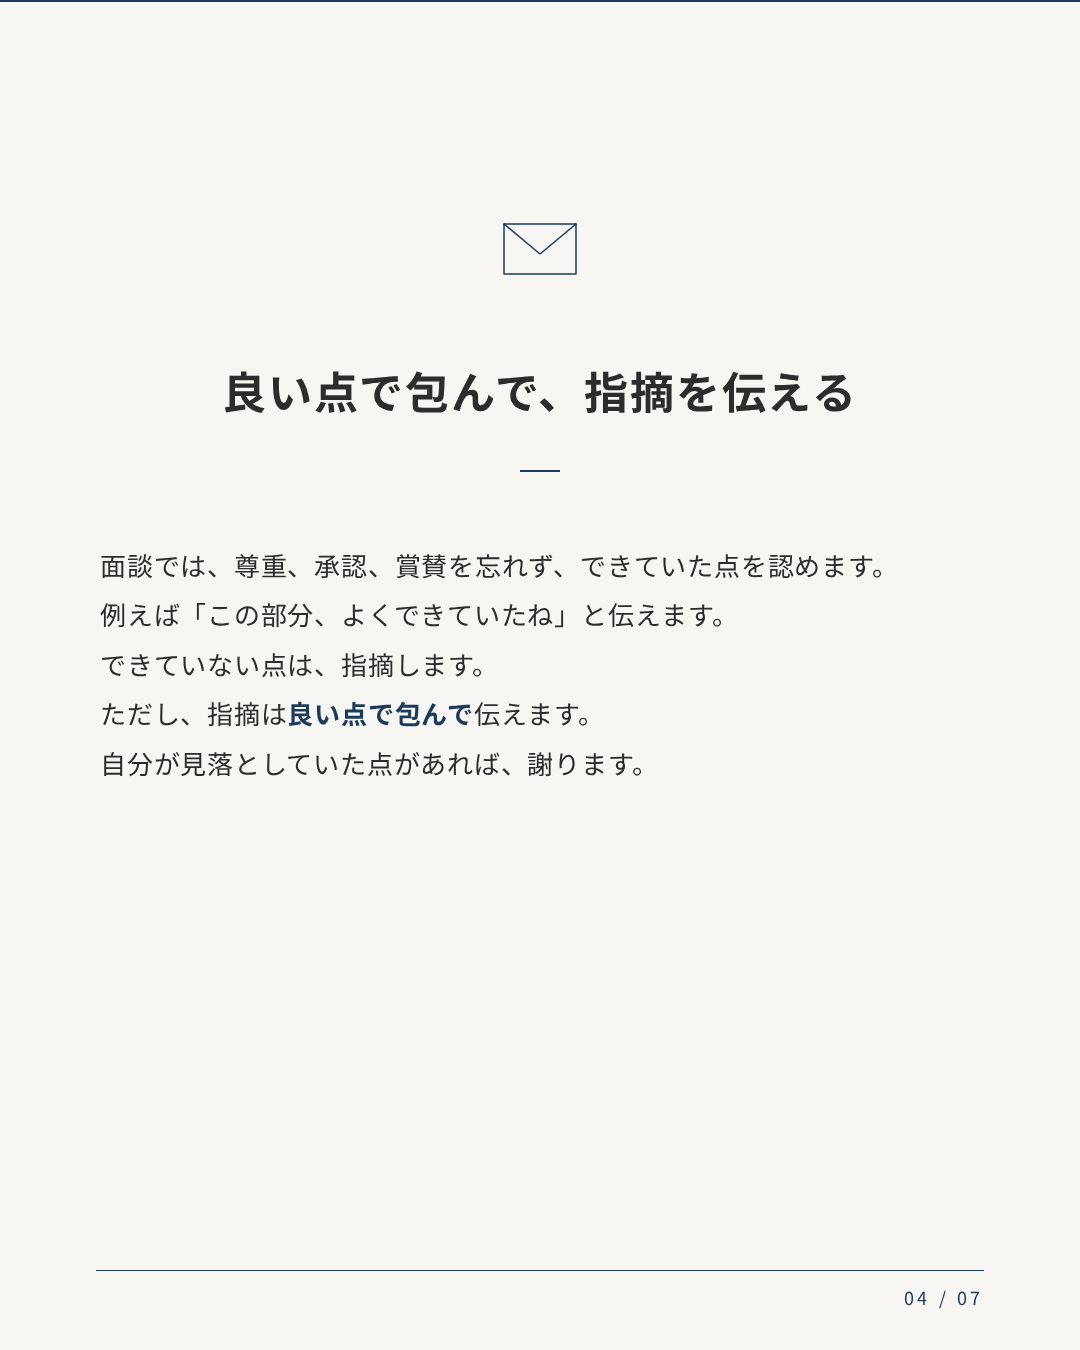 良い点で包んで、指摘を伝える
面談では、尊重、承認、賞賛を忘れず、できていた点を認めます。
例えば「この部分、よくできていたね」と伝えます。
できていない点は、指摘します。
ただし、指摘は良い点で包んで伝えます。
自分が見落としていた点があれば、謝ります。
04 / 07